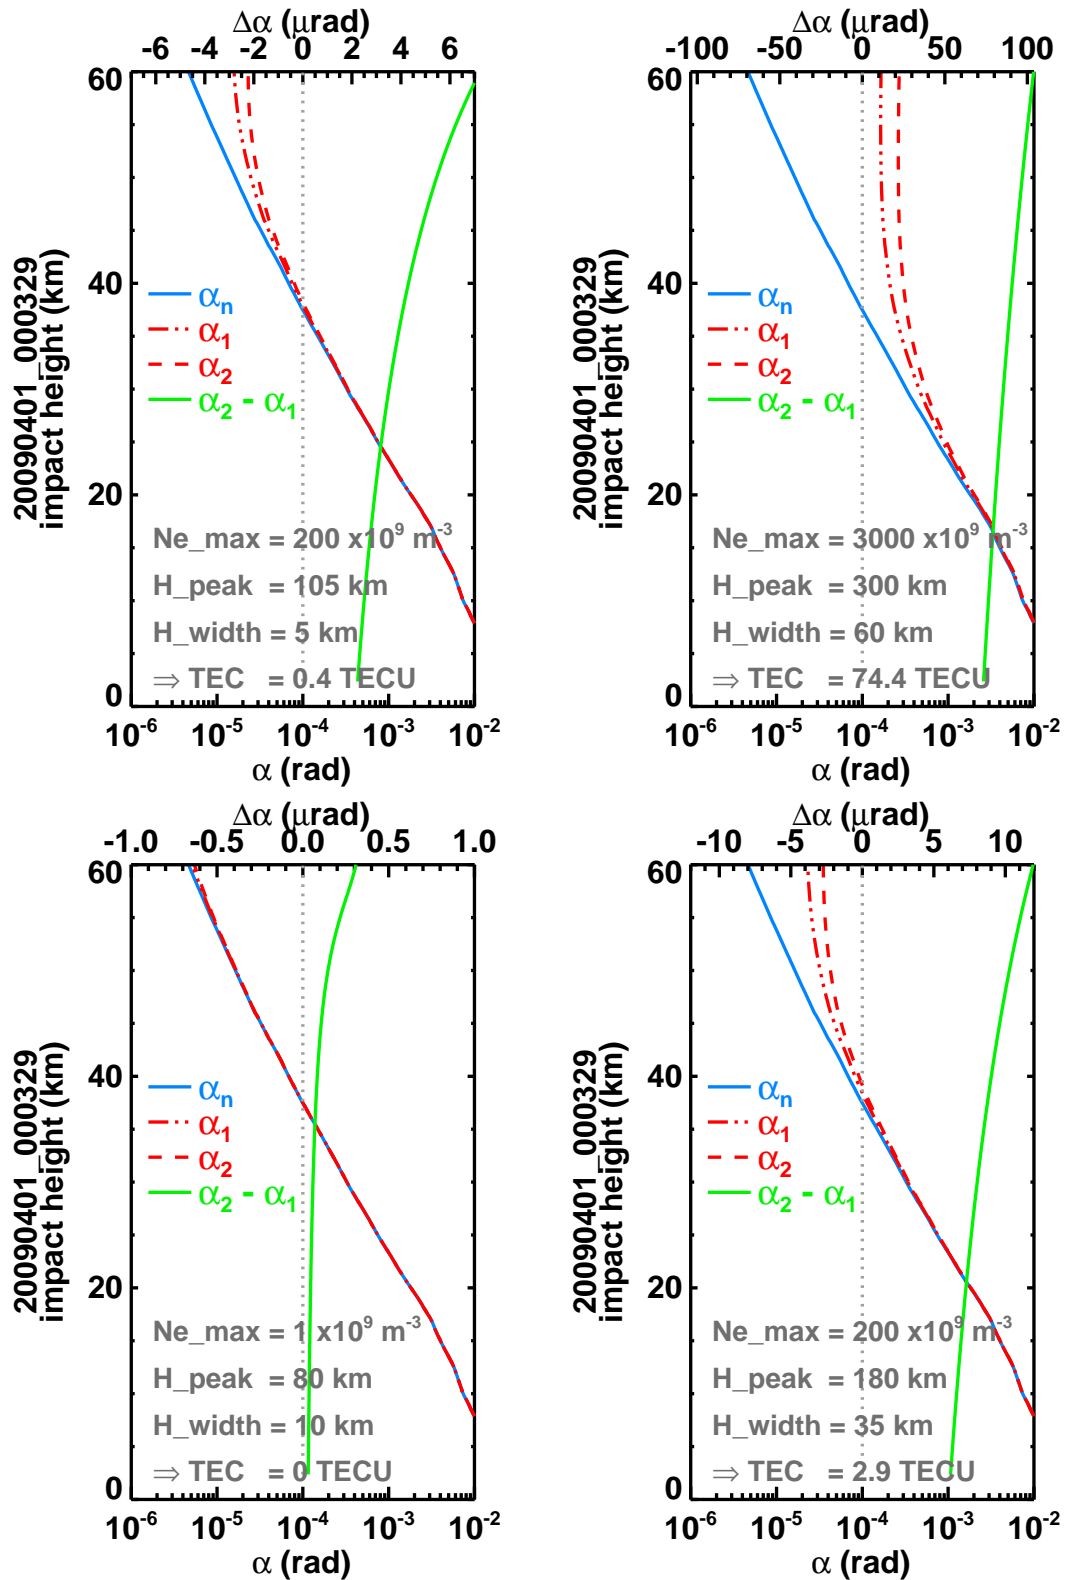 Δα (μrad)
-6 -4 -2 0 2 4 6
60
40
20
0
20090401_000329
impact height (km)
αn
α1
α2
α2 - α1
Ne_max = 200 x10^9 m^-3
H_peak = 105 km
H_width = 5 km
⇒ TEC = 0.4 TECU
10^-6 10^-5 10^-4 10^-3 10^-2
α (rad)
Δα (μrad)
-100 -50 0 50 100
60
40
20
0
20090401_000329
impact height (km)
αn
α1
α2
α2 - α1
Ne_max = 3000 x10^9 m^-3
H_peak = 300 km
H_width = 60 km
⇒ TEC = 74.4 TECU
10^-6 10^-5 10^-4 10^-3 10^-2
α (rad)
Δα (μrad)
-1.0 -0.5 0.0 0.5 1.0
60
40
20
0
20090401_000329
impact height (km)
αn
α1
α2
α2 - α1
Ne_max = 1 x10^9 m^-3
H_peak = 80 km
H_width = 10 km
⇒ TEC = 0 TECU
10^-6 10^-5 10^-4 10^-3 10^-2
α (rad)
Δα (μrad)
-10 -5 0 5 10
60
40
20
0
20090401_000329
impact height (km)
αn
α1
α2
α2 - α1
Ne_max = 200 x10^9 m^-3
H_peak = 180 km
H_width = 35 km
⇒ TEC = 2.9 TECU
10^-6 10^-5 10^-4 10^-3 10^-2
α (rad)